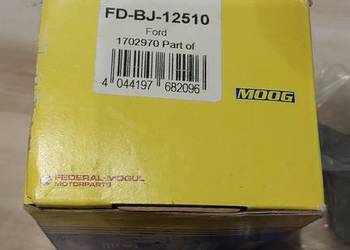 FD-BJ-12510
Ford
1702970 Part of
4 044197 682096
MOOG
FEDERAL-MOGUL
MOTORPARTS